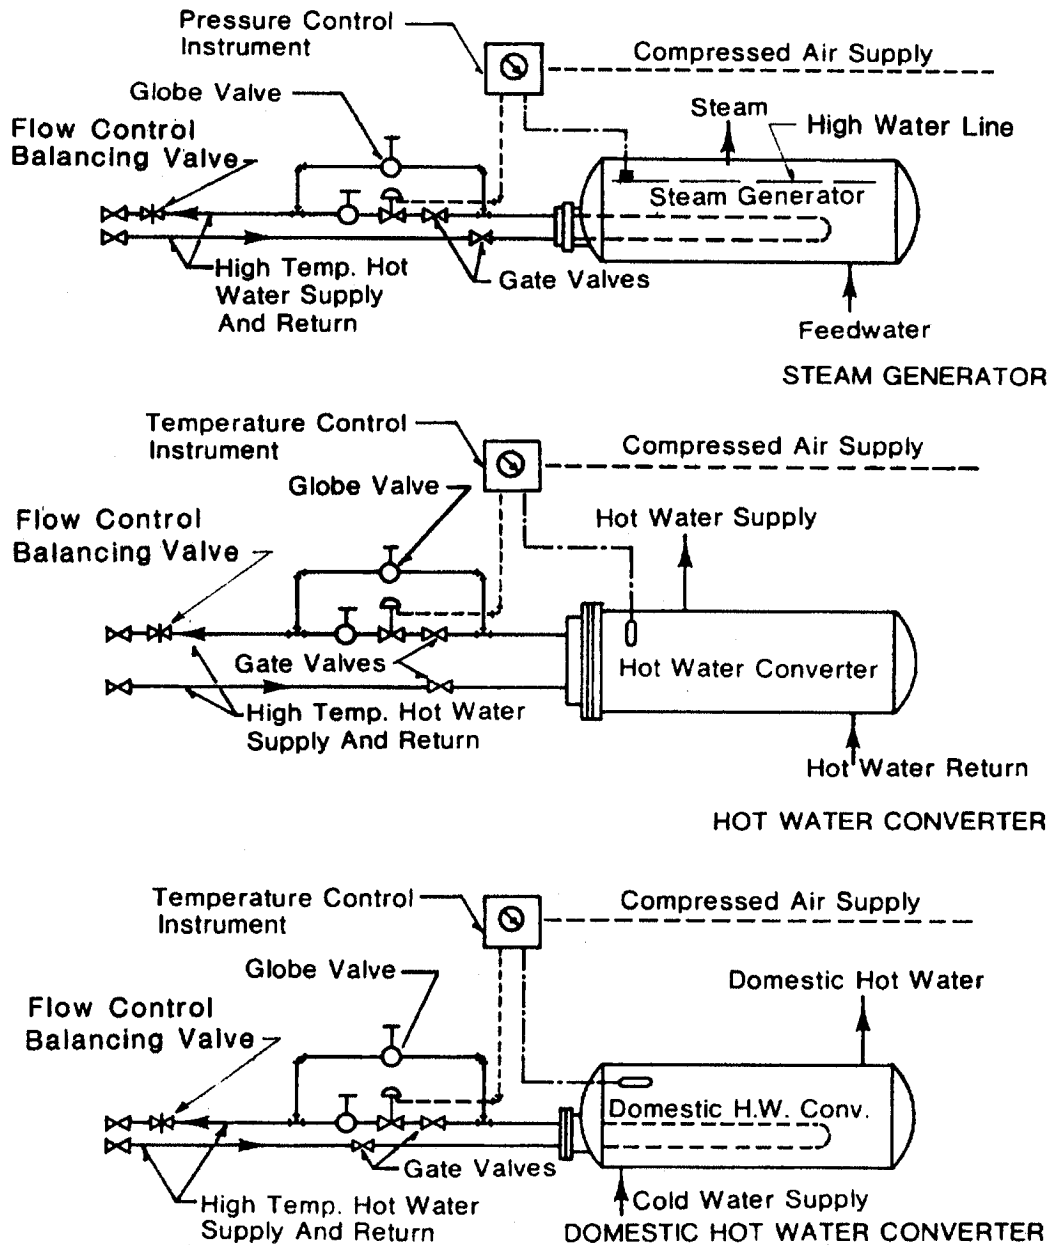 Pressure Control
Instrument
Compressed Air Supply
Globe Valve
Steam
High Water Line
Flow Control
Balancing Valve
Steam Generator
High Temp. Hot
Water Supply
And Return
Gate Valves
Feedwater
STEAM GENERATOR
Temperature Control
Instrument
Compressed Air Supply
Globe Valve
Hot Water Supply
Flow Control
Balancing Valve
Gate Valves
Hot Water Converter
High Temp. Hot Water
Supply And Return
Hot Water Return
HOT WATER CONVERTER
Temperature Control
Instrument
Compressed Air Supply
Globe Valve
Domestic Hot Water
Flow Control
Balancing Valve
Domestic H.W. Conv.
Gate Valves
High Temp. Hot Water
Supply And Return
Cold Water Supply
DOMESTIC HOT WATER CONVERTER